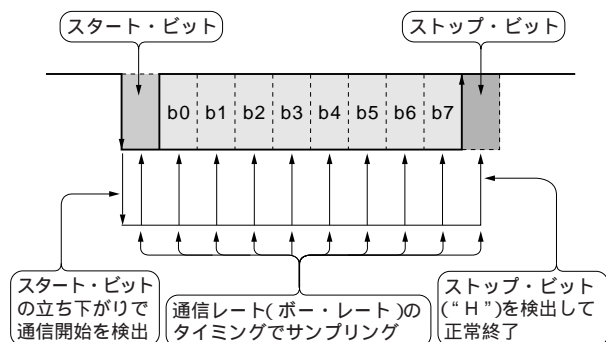 スタート・ビット
ストップ・ビット
b0 b1 b2 b3 b4 b5 b6 b7
スタート・ビット
の立ち下がりで
通信開始を検出
通信レート(ボー・レート)の
タイミングでサンプリング
ストップ・ビット
(“H”)を検出して
正常終了